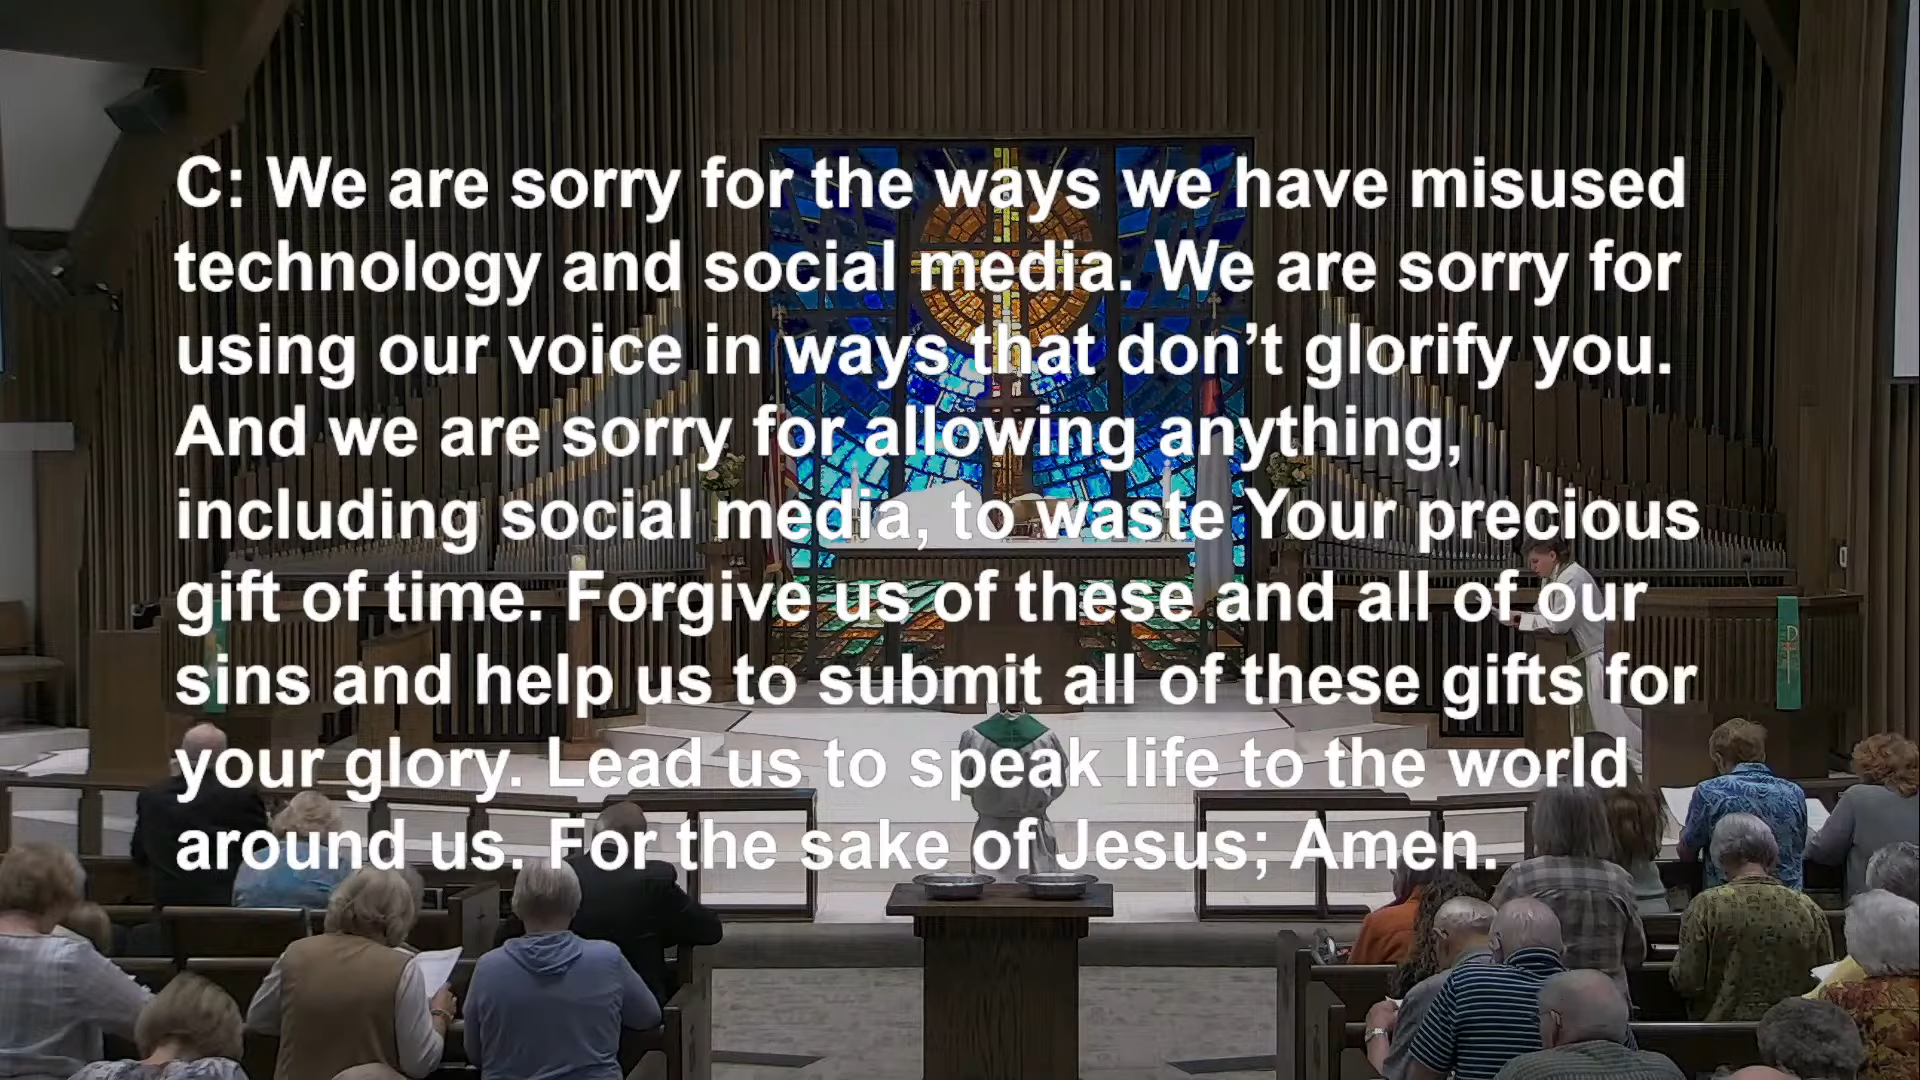 C: We are sorry for the ways we have misused
technology and social media. We are sorry for
using our voice in ways that don’t glorify you.
And we are sorry for allowing anything,
including social media, to waste Your precious
gift of time. Forgive us of these and all of our
sins and help us to submit all of these gifts for
your glory. Lead us to speak life to the world
around us. For the sake of Jesus; Amen.